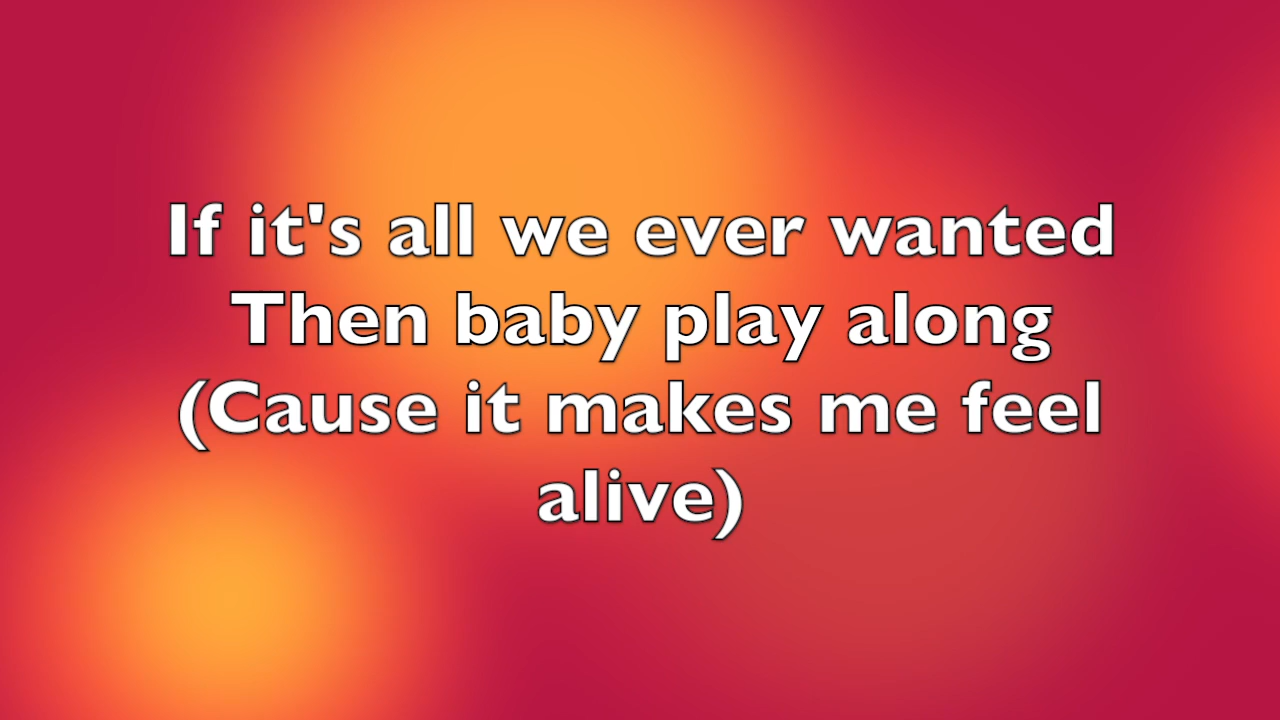 If it's all we ever wanted
Then baby play along
(Cause it makes me feel
alive)